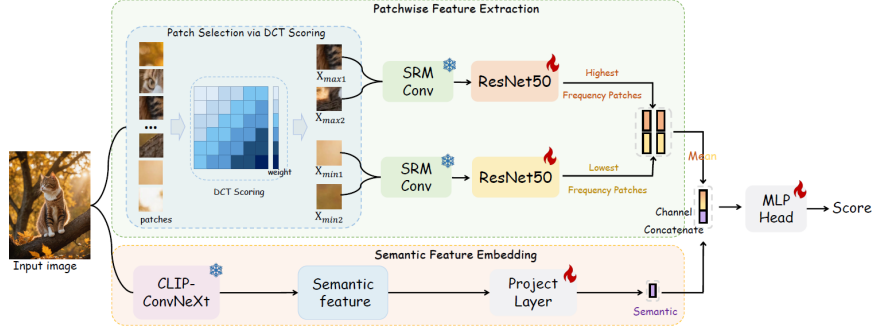 Patchwise Feature Extraction
Patch Selection via DCT Scoring
patches
weight
DCT Scoring
X_max1
X_max2
X_min1
X_min2
SRM
Conv
ResNet50
Highest
Frequency Patches
SRM
Conv
ResNet50
Lowest
Frequency Patches
Mean
Channel
Concatenate
MLP
Head
Score
Input image
Semantic Feature Embedding
CLIP-
ConvNeXt
Semantic
feature
Project
Layer
Semantic